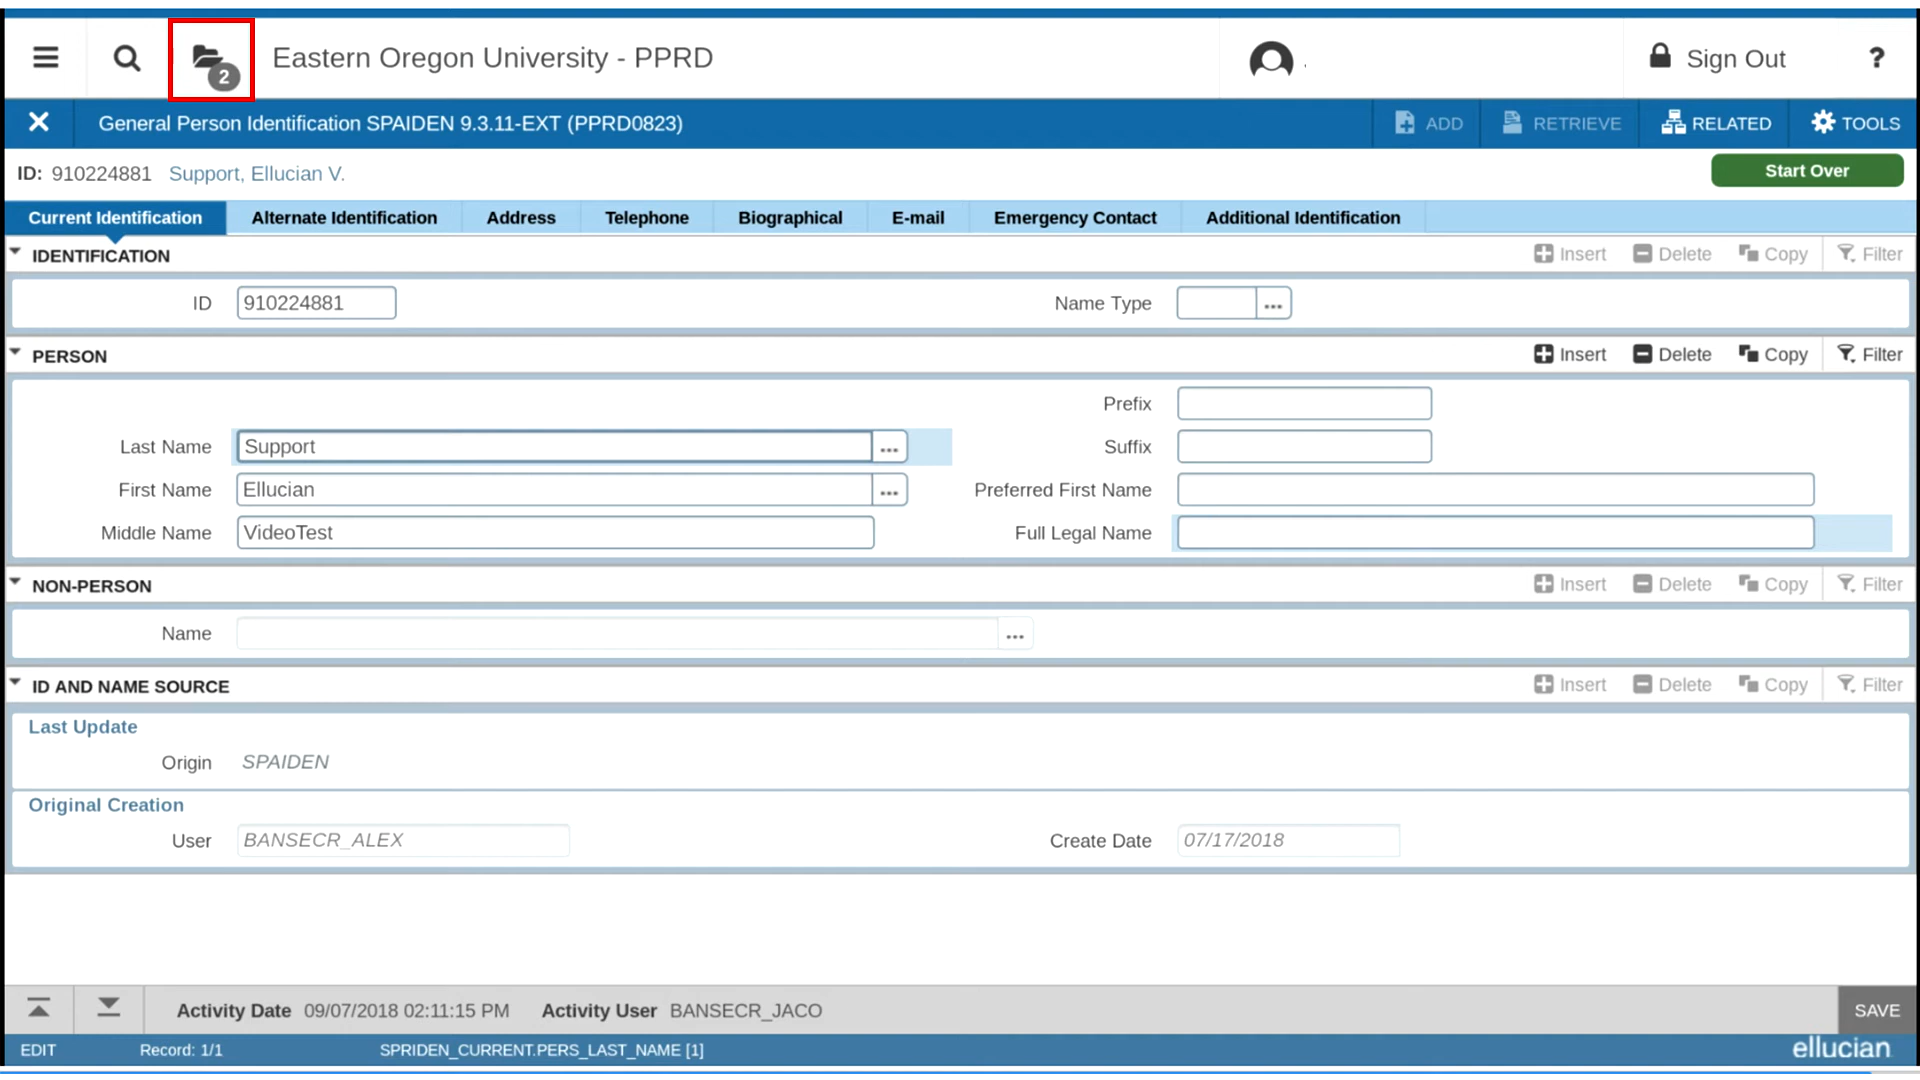 2
Eastern Oregon University - PPRD
Sign Out
?
General Person Identification SPAIDEN 9.3.11-EXT (PPRD0823)
ADD
RETRIEVE
RELATED
TOOLS
ID: 910224881 Support, Ellucian V.
Start Over
Current Identification
Alternate Identification
Address
Telephone
Biographical
E-mail
Emergency Contact
Additional Identification
IDENTIFICATION
Insert
Delete
Copy
Filter
ID 910224881
Name Type
...
PERSON
Insert
Delete
Copy
Filter
Prefix
Last Name Support ...
Suffix
First Name Ellucian ...
Preferred First Name
Middle Name VideoTest
Full Legal Name
NON-PERSON
Insert
Delete
Copy
Filter
Name ...
ID AND NAME SOURCE
Insert
Delete
Copy
Filter
Last Update
Origin SPAIDEN
Original Creation
User BANSECR_ALEX
Create Date 07/17/2018
Activity Date 09/07/2018 02:11:15 PM Activity User BANSECR_JACO
SAVE
EDIT Record: 1/1 SPRIDEN_CURRENT.PERS_LAST_NAME [1]
ellucian